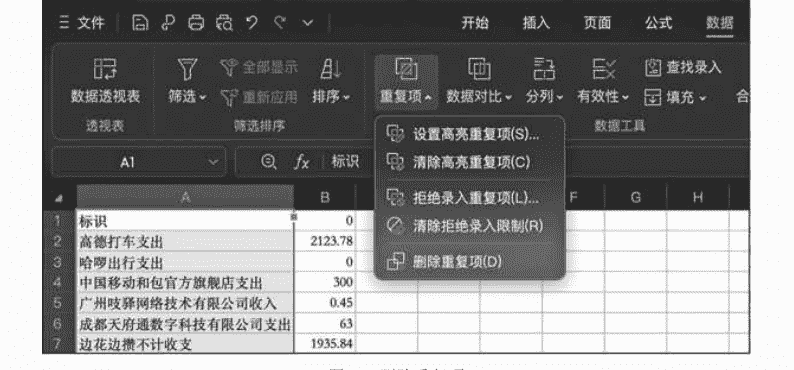 三 文件 开始 插入 页面 公式 数据
数据透视表 筛选 全部显示 重新应用 排序 重复项 数据对比 分列 有效性 查找录入 填充 合
透视表 筛选排序 数据工具
设置高亮重复项(S)...
清除高亮重复项(C)
拒绝录入重复项(L)...
清除拒绝录入限制(R)
删除重复项(D)
A1 fx 标识
A B F G H
1 标识 0
2 高德打车支出 2123.78
3 哈啰出行支出 0
4 中国移动和包官方旗舰店支出 300
5 广州吱驿网络技术有限公司收入 0.45
6 成都天府通数字科技有限公司支出 63
7 边花边攒不计收支 1935.84